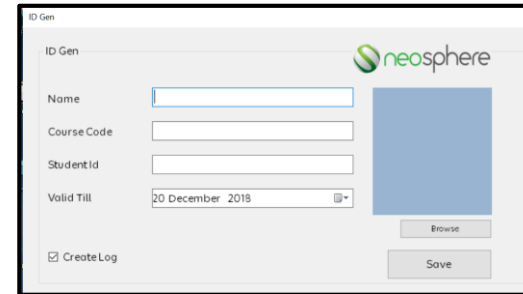 ID Gen
ID Gen
neosphere
Name
Course Code
Student Id
Valid Till
20 December 2018
Browse
Create Log
Save